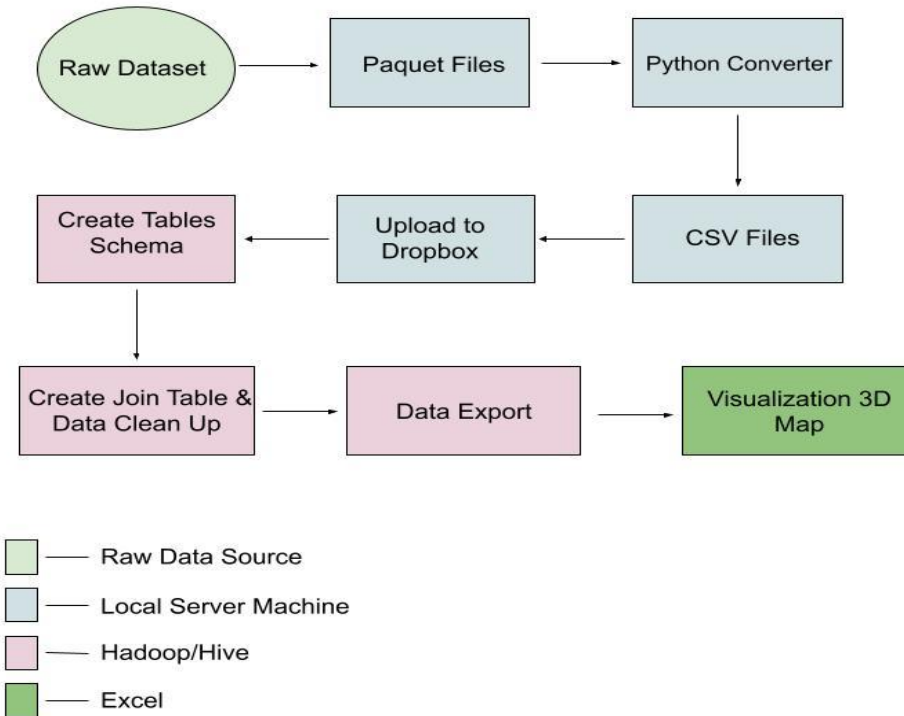 Raw Dataset
Paquet Files
Python Converter
Create Tables
Schema
Upload to
Dropbox
CSV Files
Create Join Table &
Data Clean Up
Data Export
Visualization 3D
Map
Raw Data Source
Local Server Machine
Hadoop/Hive
Excel